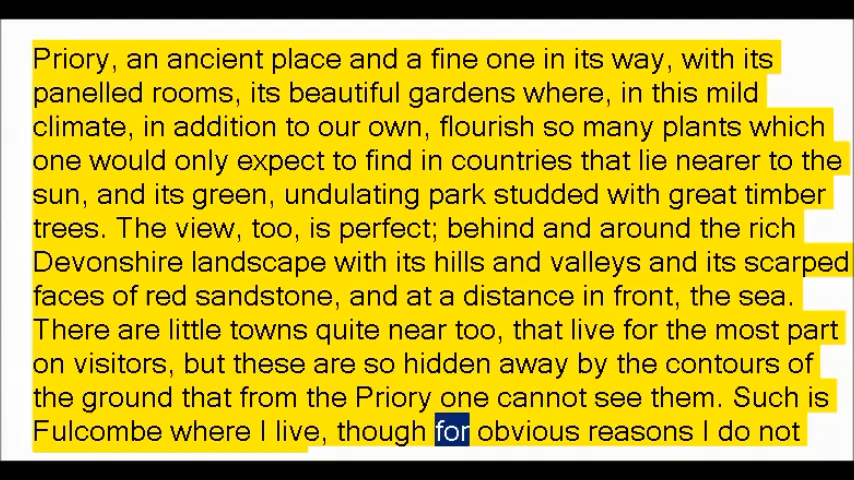 Priory, an ancient place and a fine one in its way, with its
panelled rooms, its beautiful gardens where, in this mild
climate, in addition to our own, flourish so many plants which
one would only expect to find in countries that lie nearer to the
sun, and its green, undulating park studded with great timber
trees. The view, too, is perfect; behind and around the rich
Devonshire landscape with its hills and valleys and its scarped
faces of red sandstone, and at a distance in front, the sea.
There are little towns quite near too, that live for the most part
on visitors, but these are so hidden away by the contours of
the ground that from the Priory one cannot see them. Such is
Fulcombe where I live, though for obvious reasons I do not